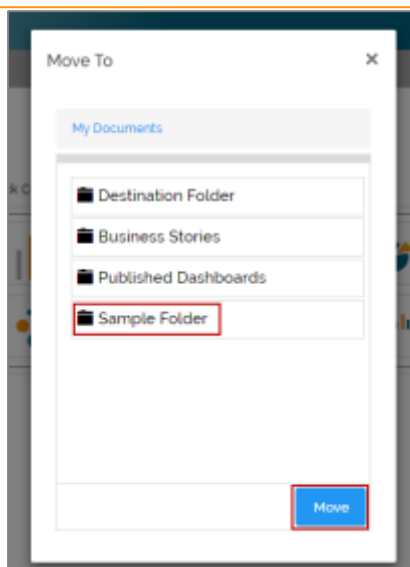 Move To
×
My Documents
Destination Folder
Business Stories
Published Dashboards
Sample Folder
Move